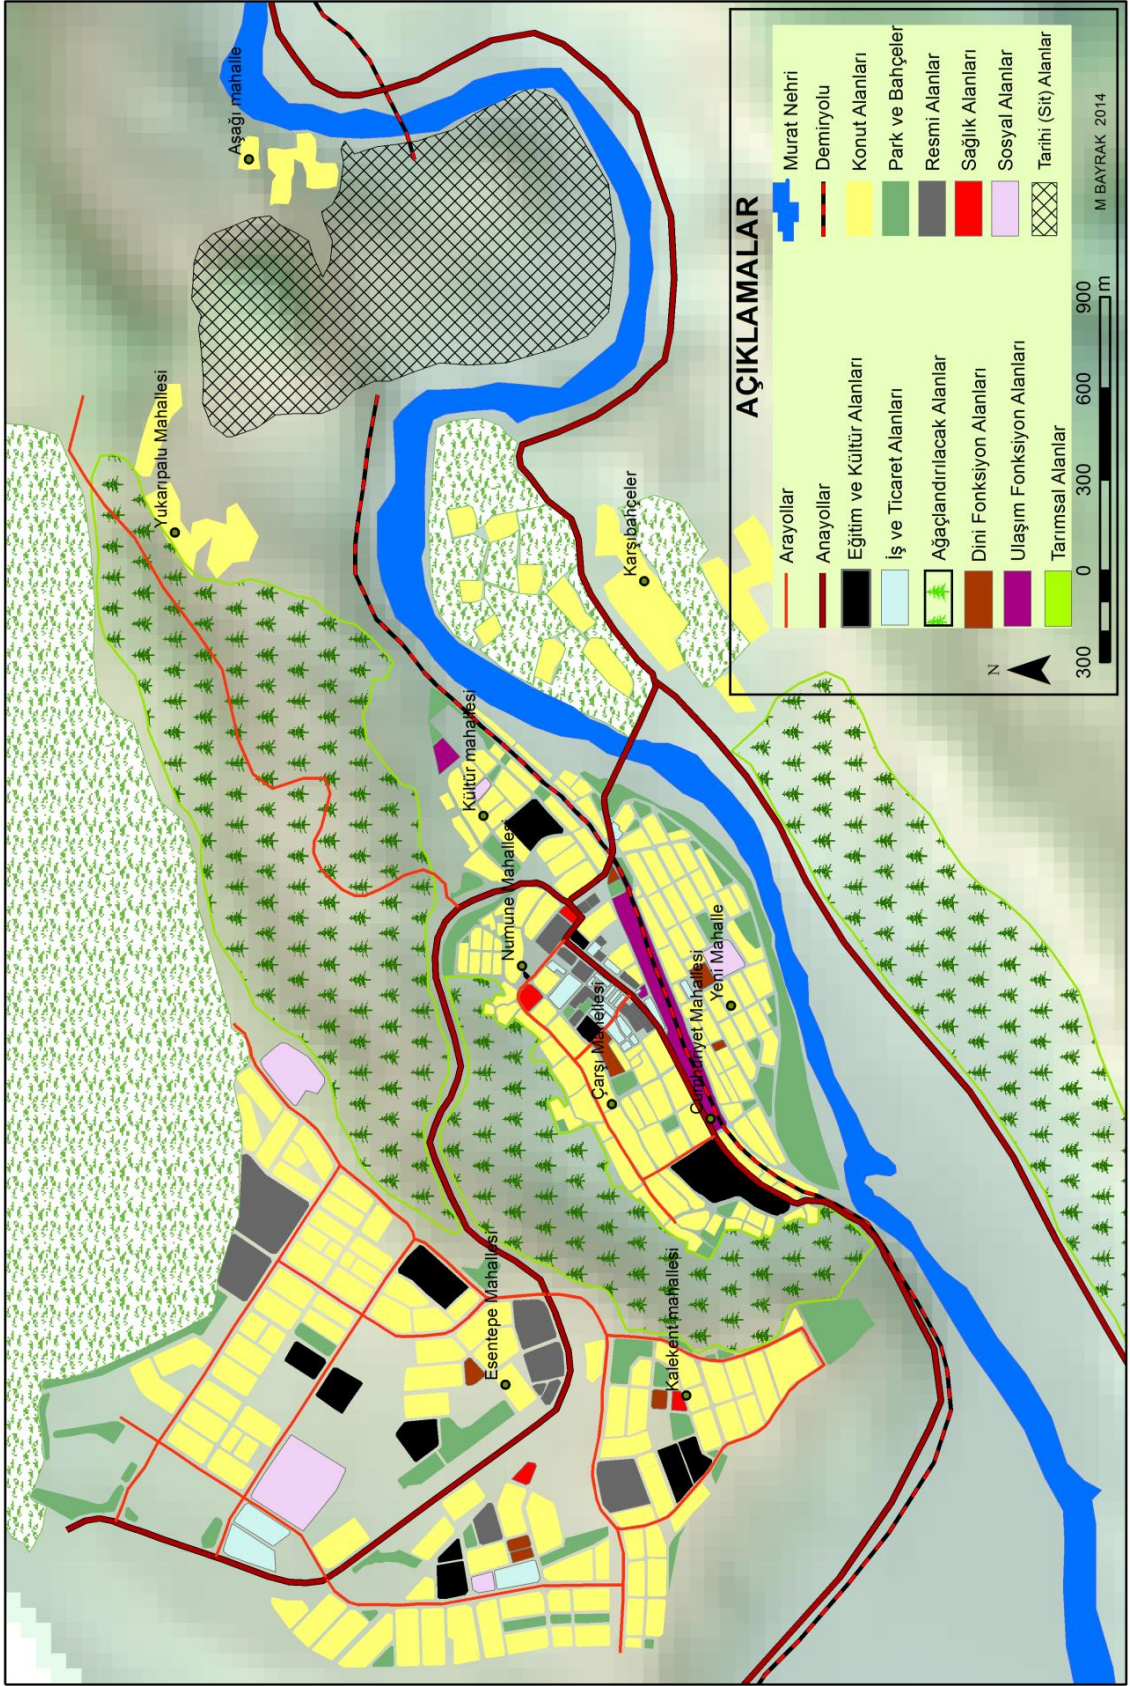 Esentepe Mahallesi
Kalekent mahallesi
Çarşı Mahellesi
Cumhuriyet Mahallesi
Yeni Mahalle
Numune Mahallesi
Kültür mahallesi
Yukarıpalu Mahallesi
Karşıbahçeler
Aşağı mahalle
AÇIKLAMALAR
Arayollar
Anayollar
Eğitim ve Kültür Alanları
İş ve Ticaret Alanları
Ağaçlandırılacak Alanlar
Dini Fonksiyon Alanları
Ulaşım Fonksiyon Alanları
Tarımsal Alanlar
Murat Nehri
Demiryolu
Konut Alanları
Park ve Bahçeler
Resmi Alanlar
Sağlık Alanları
Sosyal Alanlar
Tarihi (Sit) Alanlar
N
300 0 300 600 900
m
M BAYRAK 2014